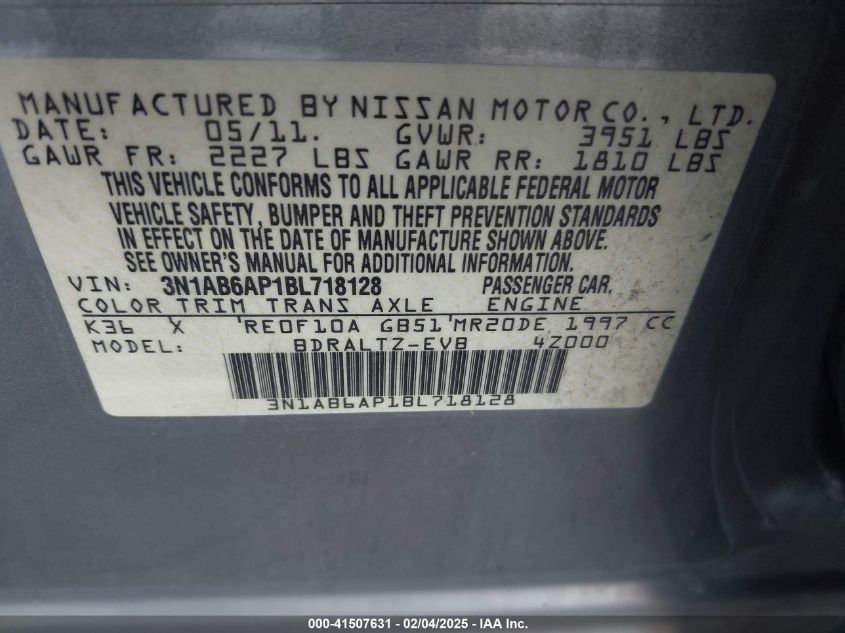 MANUFACTURED BY NISSAN MOTOR CO., LTD.
DATE: 05/11. GVWR: 3951 LBS
GAWR FR: 2227 LBS GAWR RR: 1810 LBS
THIS VEHICLE CONFORMS TO ALL APPLICABLE FEDERAL MOTOR
VEHICLE SAFETY, BUMPER AND THEFT PREVENTION STANDARDS
IN EFFECT ON THE DATE OF MANUFACTURE SHOWN ABOVE.
SEE OWNER'S MANUAL FOR ADDITIONAL INFORMATION.
VIN: 3N1AB6AP1BL718128 PASSENGER CAR.
COLOR TRIM TRANS AXLE ENGINE
K36 X 'RE0F10A GB51'MR20DE 1997 CC
MODEL: BDRALTZ-EVB 4Z000
3N1AB6AP1BL718128
000-41507631 - 02/04/2025 - IAA Inc.